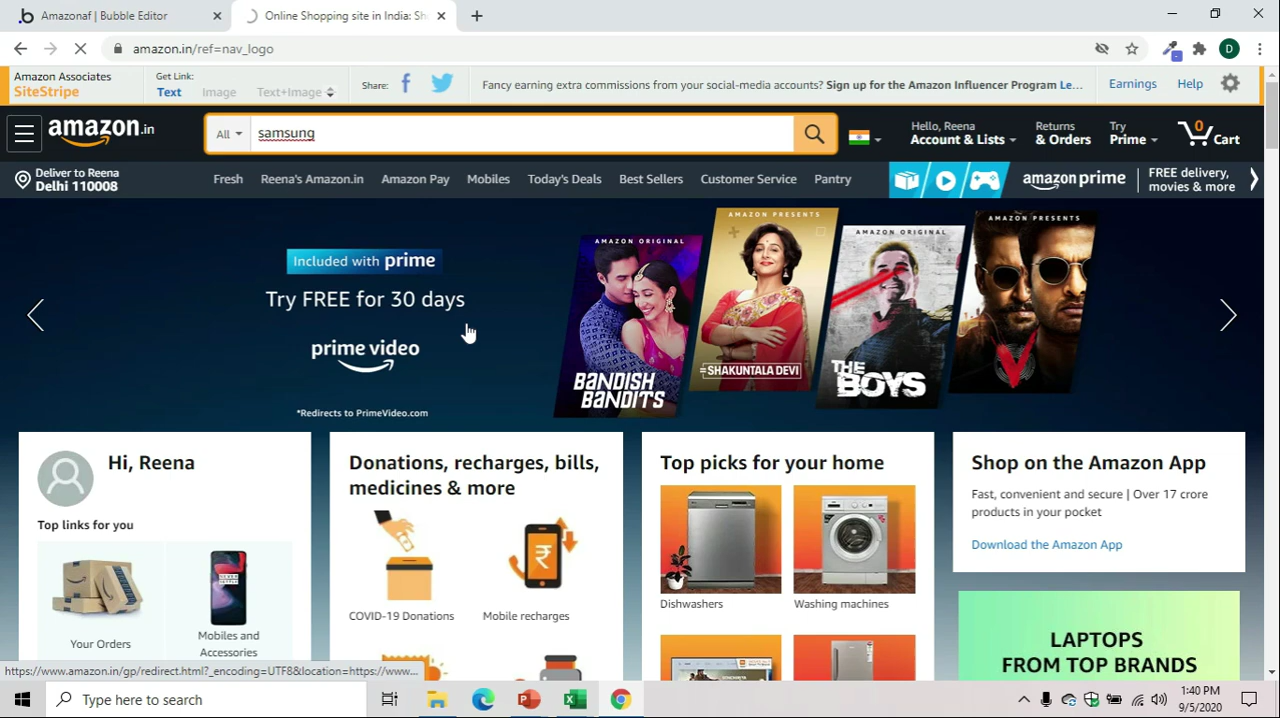 Amazonaf | Bubble Editor
Online Shopping site in India: Sh
amazon.in/ref=nav_logo
D
Amazon Associates
SiteStripe
Get Link:
Text
Image
Text+Image
Share:
Fancy earning extra commissions from your social-media accounts? Sign up for the Amazon Influencer Program Le...
Earnings
Help
amazon.in
All
samsung
Hello, Reena
Account & Lists
Returns
& Orders
Try
Prime
0
Cart
Deliver to Reena
Delhi 110008
Fresh
Reena's Amazon.in
Amazon Pay
Mobiles
Today's Deals
Best Sellers
Customer Service
Pantry
amazon prime
FREE delivery,
movies & more
Included with prime
Try FREE for 30 days
prime video
*Redirects to PrimeVideo.com
AMAZON ORIGINAL
BANDISH
BANDITS
AMAZON PRESENTS
SHAKUNTALA DEVI
AMAZON ORIGINAL
THE
BOYS
AMAZON PRESENTS
V
Hi, Reena
Top links for you
Your Orders
Mobiles and
Accessories
Donations, recharges, bills,
medicines & more
COVID-19 Donations
Mobile recharges
Top picks for your home
Dishwashers
Washing machines
Shop on the Amazon App
Fast, convenient and secure | Over 17 crore
products in your pocket
Download the Amazon App
LAPTOPS
FROM TOP BRANDS
https://www.amazon.in/gp/redirect.html?_encoding=UTF8&location=https://www...
Type here to search
1:40 PM
9/5/2020